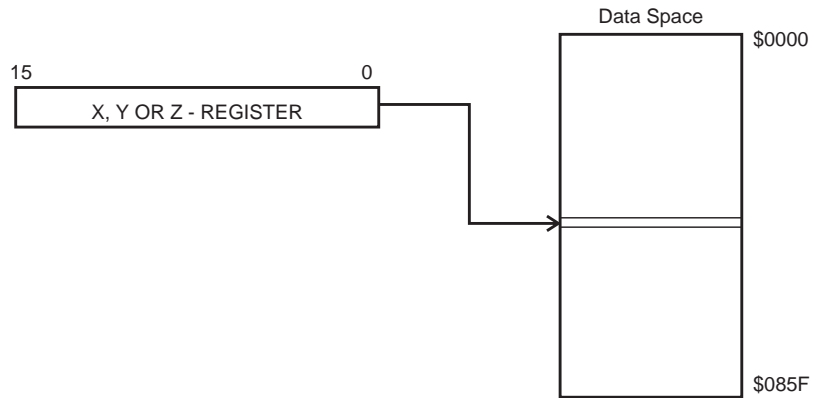 Data Space
$0000
15 0
X, Y OR Z - REGISTER
$085F